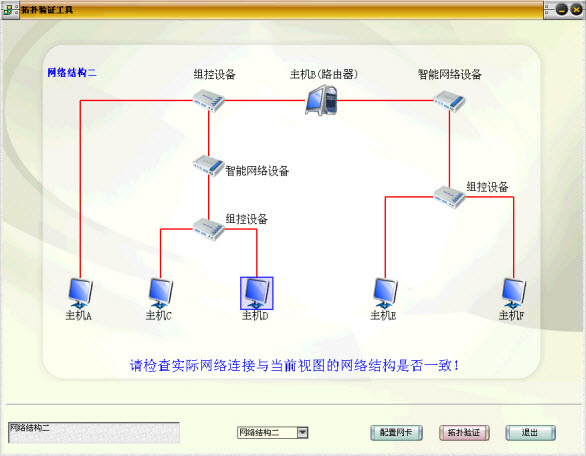 拓扑验证工具
网络结构二
组控设备
主机B(路由器)
智能网络设备
智能网络设备
组控设备
组控设备
主机A
主机C
主机D
主机E
主机F
请检查实际网络连接与当前视图的网络结构是否一致!
网络结构二
网络结构二
配置网卡
拓扑验证
退出